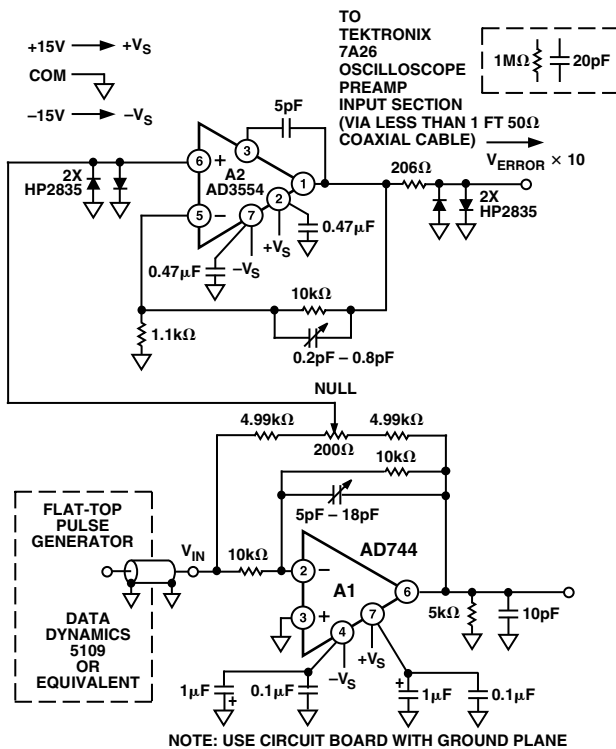 +15V +VS
COM
–15V –VS
TO
TEKTRONIX
7A26
OSCILLOSCOPE
PREAMP
INPUT SECTION
(VIA LESS THAN 1 FT 50Ω
COAXIAL CABLE)
1MΩ 20pF
VERROR × 10
5pF
2X
HP2835
6 +
3
A2
AD3554
1
5 –
2
7
206Ω
2X
HP2835
0.47µF
+VS
0.47µF
–VS
10kΩ
1.1kΩ
0.2pF – 0.8pF
NULL
4.99kΩ 4.99kΩ
200Ω
10kΩ
5pF – 18pF
FLAT-TOP
PULSE
GENERATOR
VIN
10kΩ
AD744
2 –
A1
6
3 +
7
4
5kΩ
10pF
DATA
DYNAMICS
5109
OR
EQUIVALENT
+VS
–VS
1µF
+
0.1µF
+
1µF
0.1µF
NOTE: USE CIRCUIT BOARD WITH GROUND PLANE